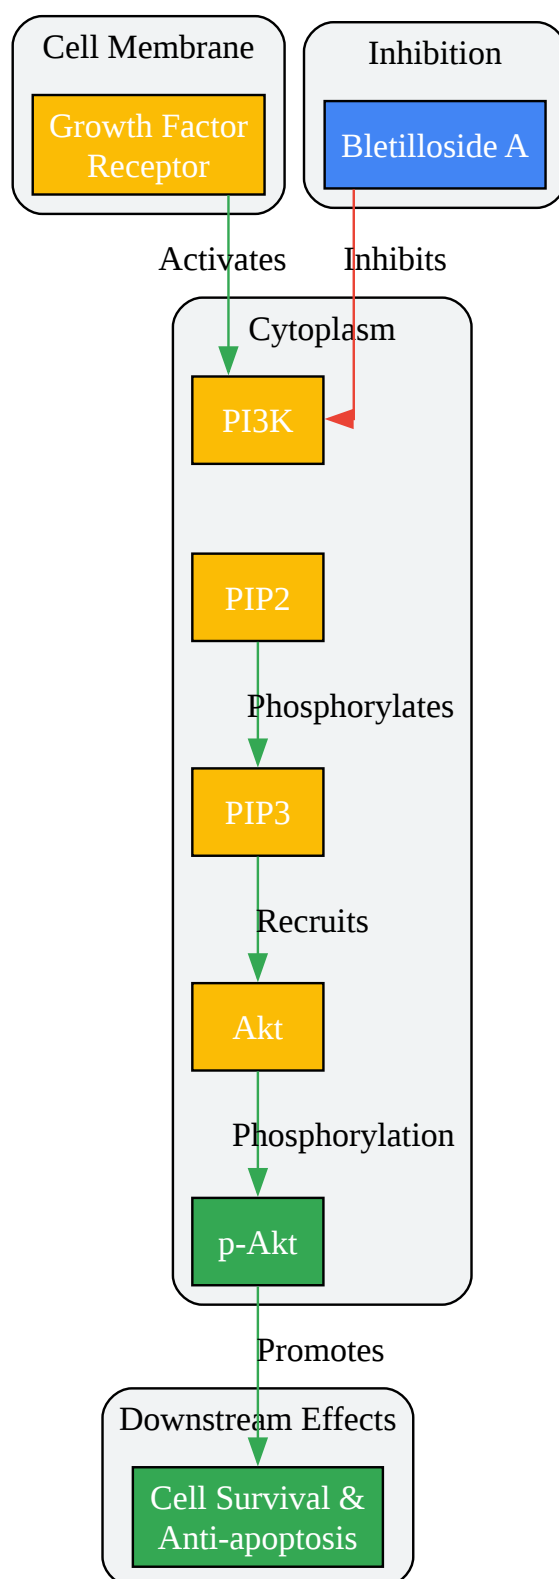 Cell Membrane
Inhibition
Growth Factor
Receptor
Bletilloside A
Activates
Inhibits
Cytoplasm
PI3K
PIP2
Phosphorylates
PIP3
Recruits
Akt
Phosphorylation
p-Akt
Promotes
Downstream Effects
Cell Survival &
Anti-apoptosis